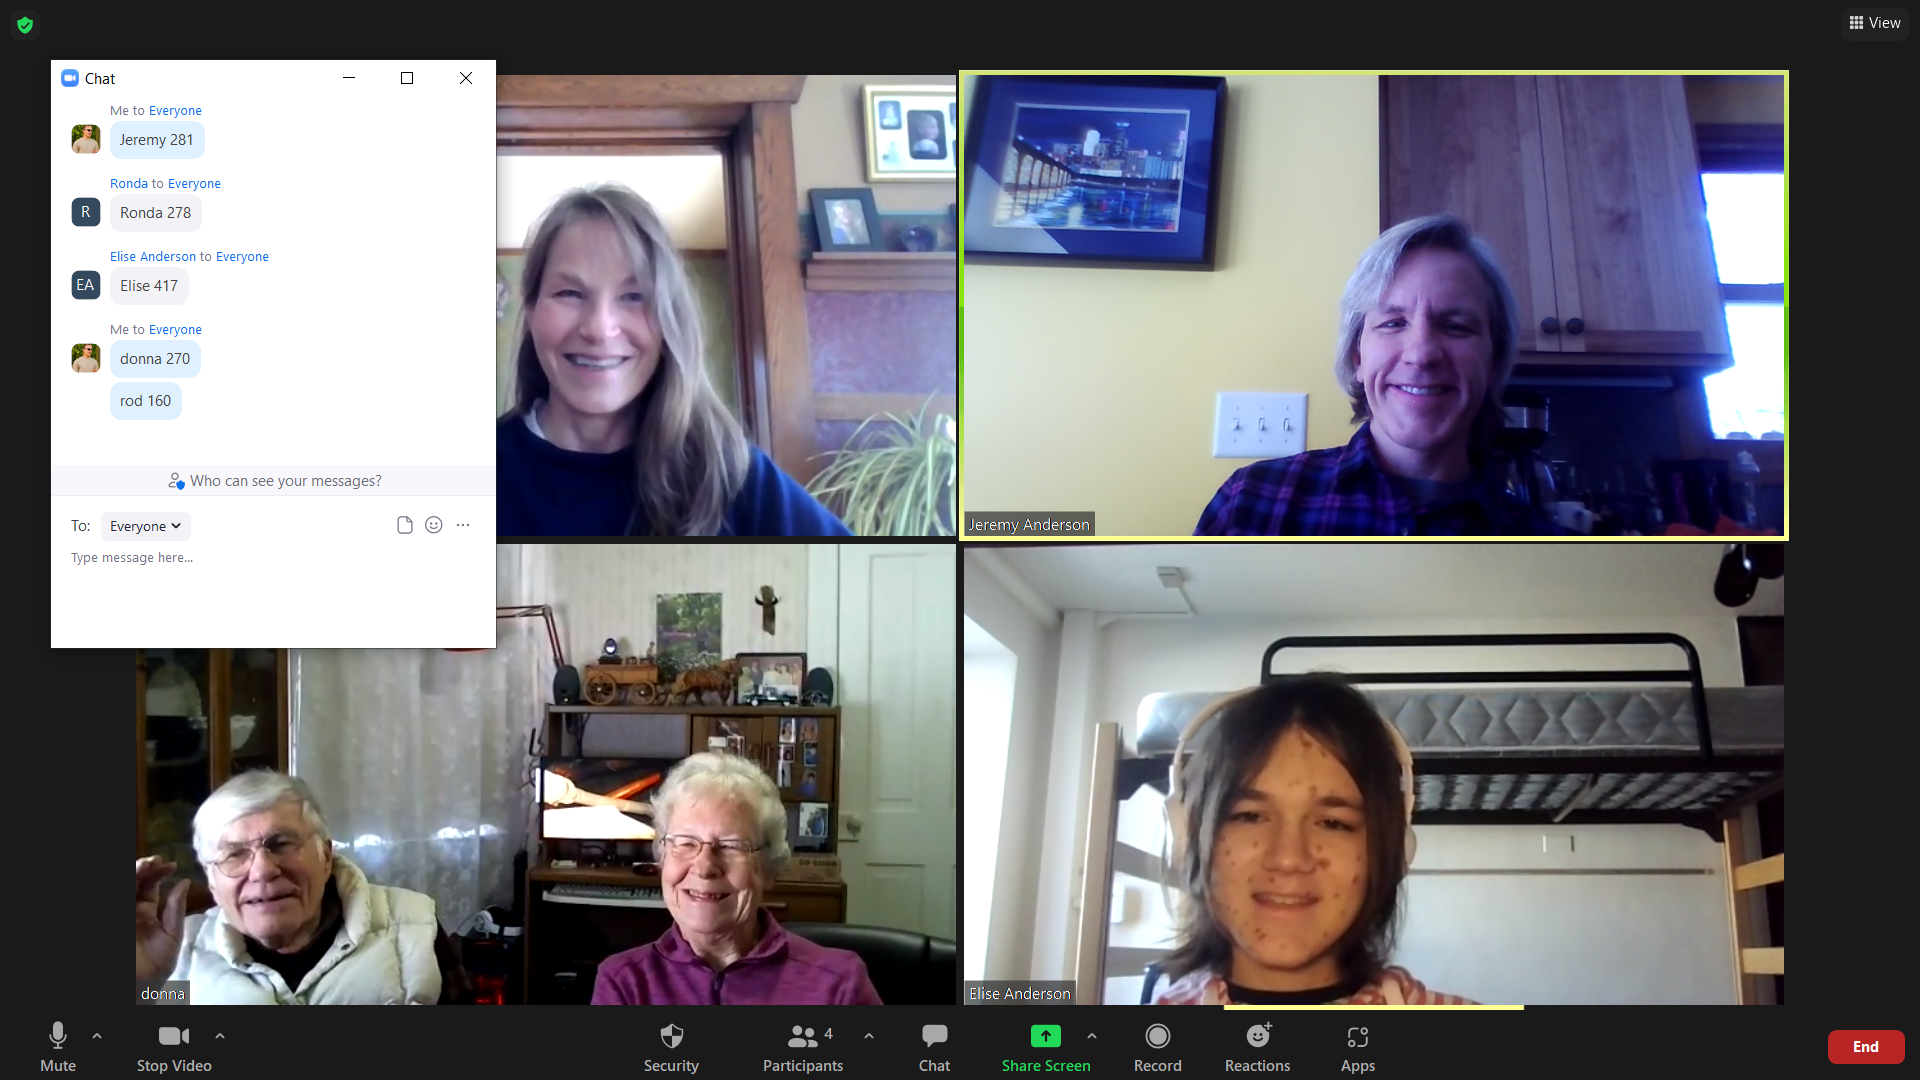 View
Chat
Me to Everyone
Jeremy 281
Ronda to Everyone
R
Ronda 278
Elise Anderson to Everyone
EA
Elise 417
Me to Everyone
donna 270
rod 160
Who can see your messages?
To: Everyone
Type message here...
Jeremy Anderson
donna
Elise Anderson
Mute
Stop Video
Security
4
Participants
Chat
Share Screen
Record
Reactions
Apps
End